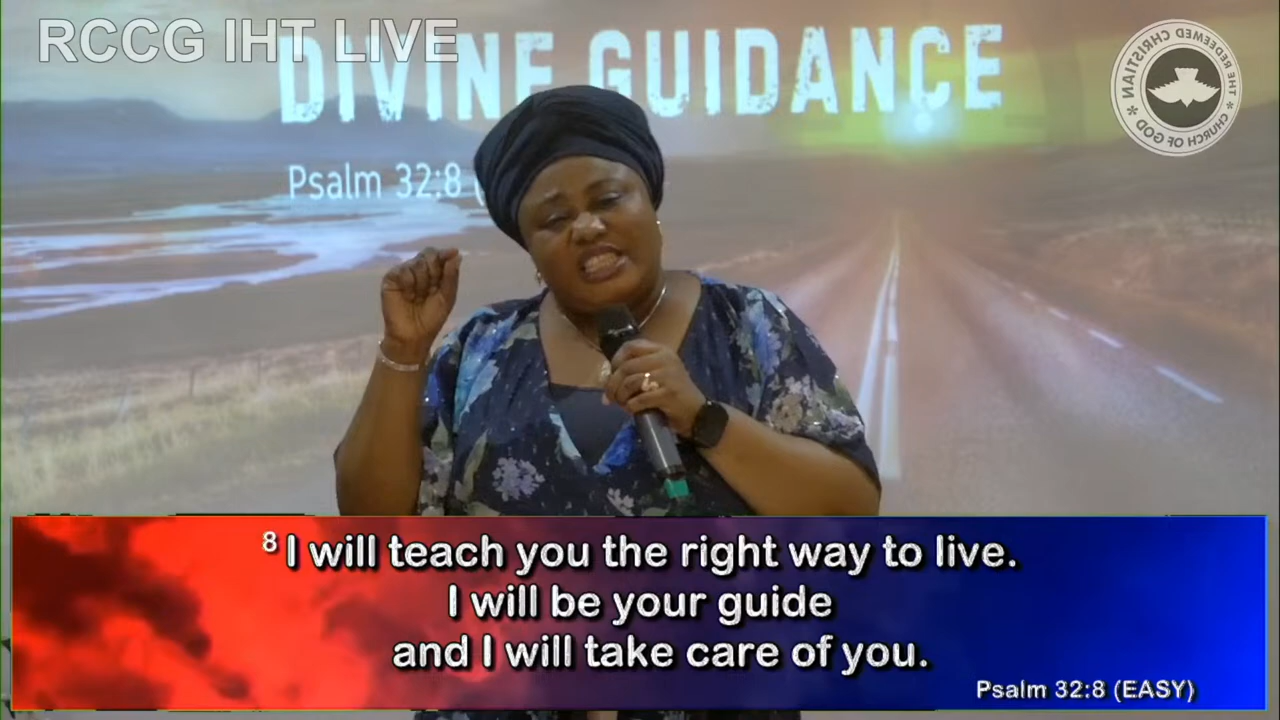 RCCG IHT LIVE
DIVINE GUIDANCE
Psalm 32:8 (
THE REDEEMED CHRISTIAN
* CHURCH OF GOD *
8 I will teach you the right way to live.
I will be your guide
and I will take care of you.
Psalm 32:8 (EASY)